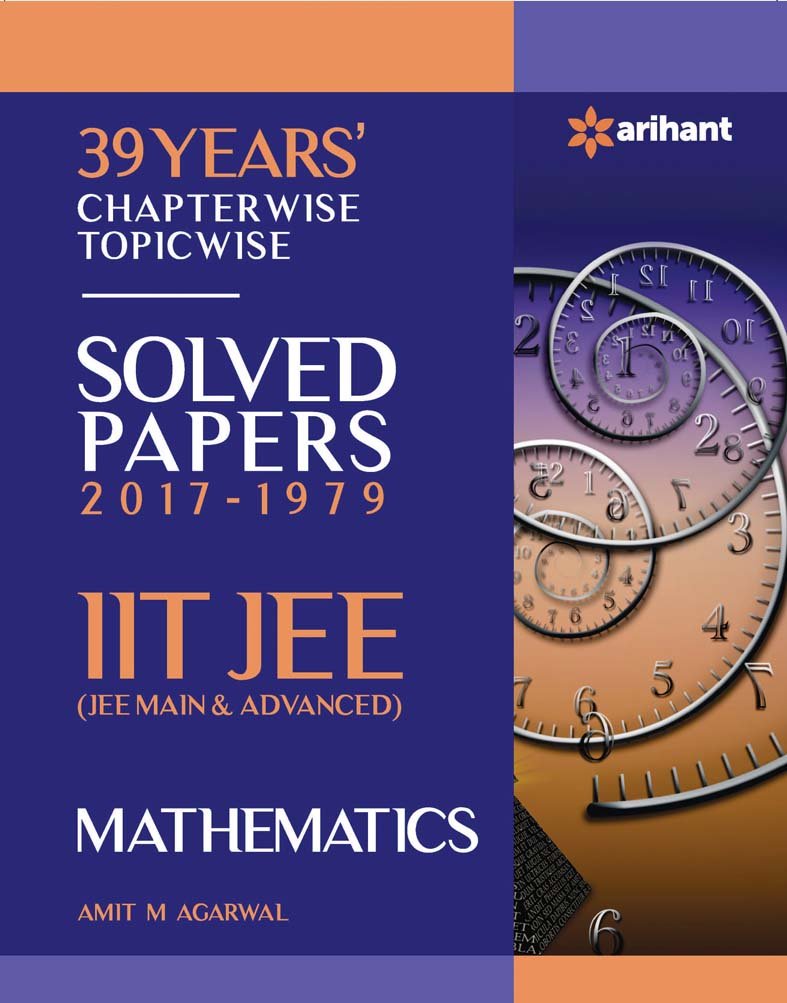 39 YEARS'
CHAPTERWISE
TOPICWISE
SOLVED
PAPERS
2017-1979
IIT JEE
(JEE MAIN & ADVANCED)
MATHEMATICS
AMIT M AGARWAL
arihant